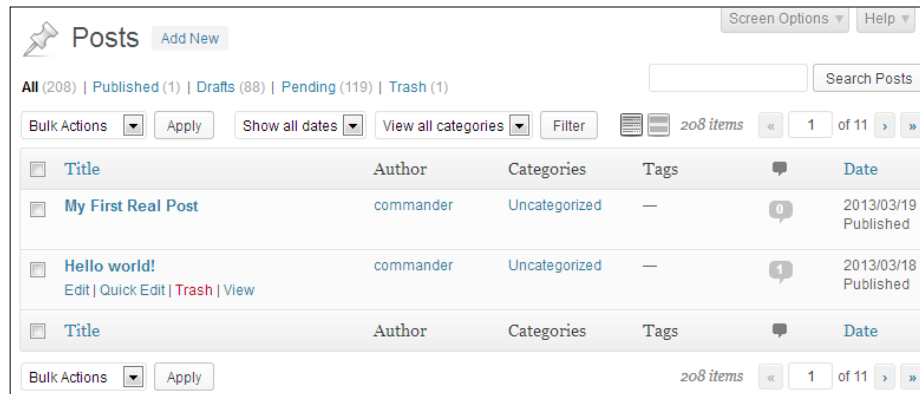 Screen Options Help
Posts Add New
All (208) | Published (1) | Drafts (88) | Pending (119) | Trash (1)
Search Posts
Bulk Actions Apply Show all dates View all categories Filter 208 items « 1 of 11 › »
Title Author Categories Tags Date
My First Real Post commander Uncategorized — 0 2013/03/19
Published
Hello world! commander Uncategorized — 1 2013/03/18
Edit | Quick Edit | Trash | View Published
Title Author Categories Tags Date
Bulk Actions Apply 208 items « 1 of 11 › »